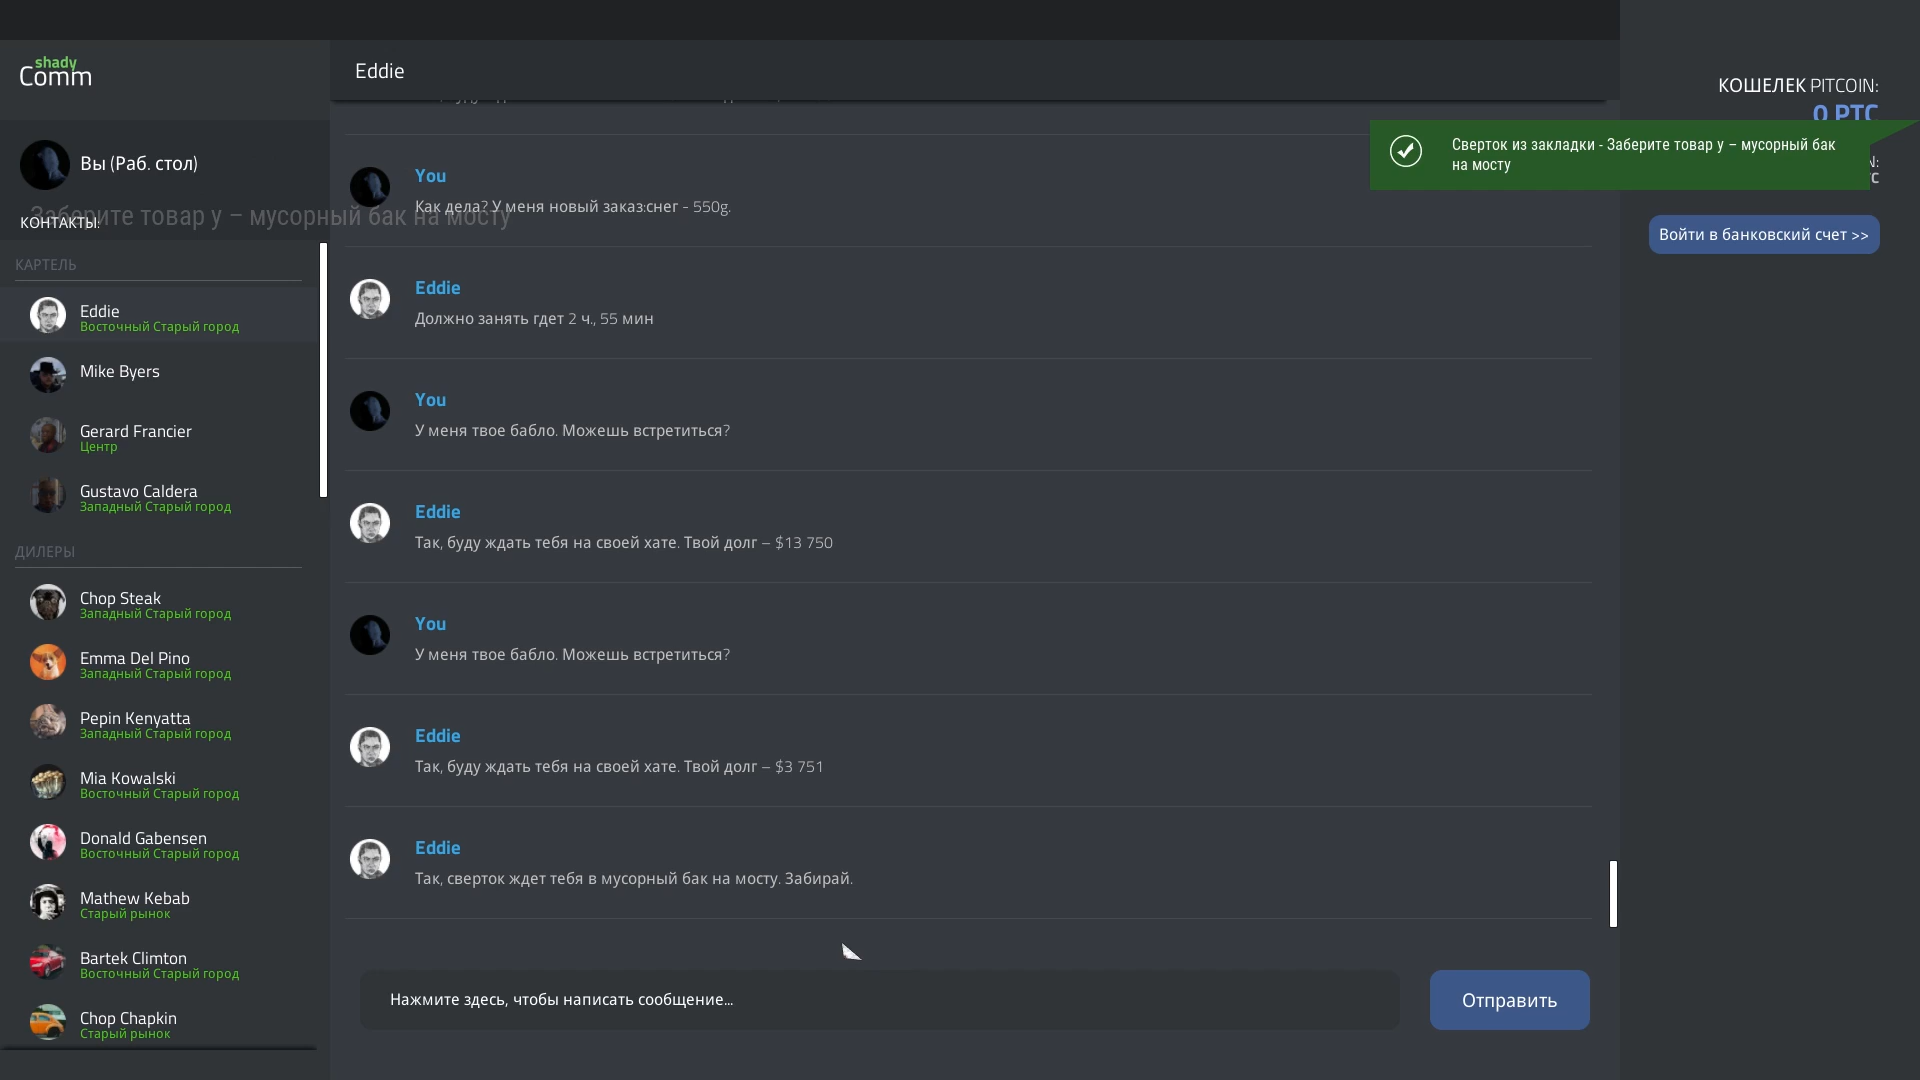 shady
Comm
Вы (Раб. стол)
Заберите товар у – мусорный бак на мосту
КОНТАКТЫ:
КАРТЕЛЬ
Eddie
Восточный Старый город
Mike Byers
Gerard Francier
Центр
Gustavo Caldera
Западный Старый город
ДИЛЕРЫ
Chop Steak
Западный Старый город
Emma Del Pino
Западный Старый город
Pepin Kenyatta
Западный Старый город
Mia Kowalski
Восточный Старый город
Donald Gabensen
Восточный Старый город
Mathew Kebab
Старый рынок
Bartek Climton
Восточный Старый город
Chop Chapkin
Старый рынок
Eddie
You
Как дела? У меня новый заказ:снег - 550g.
Eddie
Должно занять гдет 2 ч., 55 мин
You
У меня твое бабло. Можешь встретиться?
Eddie
Так, буду ждать тебя на своей хате. Твой долг – $13 750
You
У меня твое бабло. Можешь встретиться?
Eddie
Так, буду ждать тебя на своей хате. Твой долг – $3 751
Eddie
Так, сверток ждет тебя в мусорный бак на мосту. Забирай.
Нажмите здесь, чтобы написать сообщение...
Отправить
КОШЕЛЕК PITCOIN:
0 PTC
Сверток из закладки - Заберите товар у – мусорный бак
на мосту
Войти в банковский счет >>